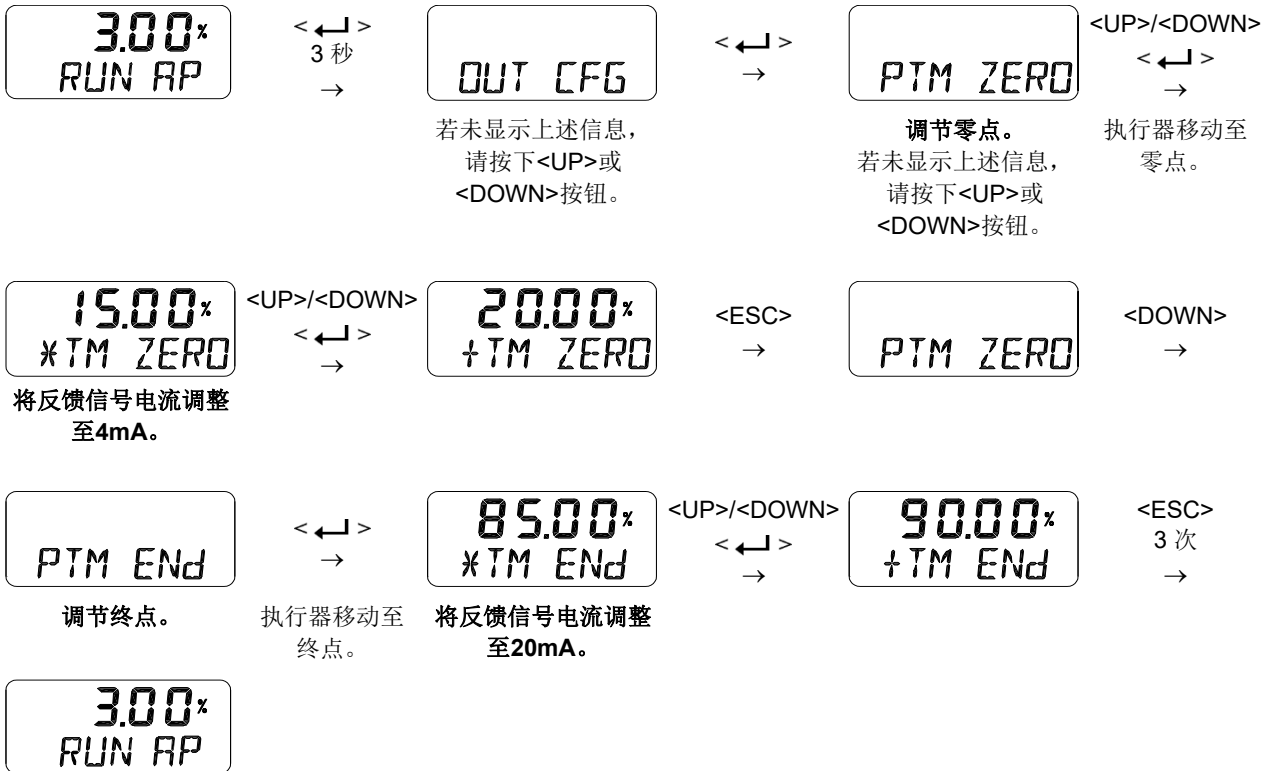 3.00%
RUN AP
< ↵ >
3 秒
→
OUT CFG
若未显示上述信息，
请按下<UP>或
<DOWN>按钮。
< ↵ >
→
PTM ZERO
调节零点。
若未显示上述信息，
请按下<UP>或
<DOWN>按钮。
<UP>/<DOWN>
< ↵ >
→
执行器移动至
零点。
15.00%
*TM ZERO
将反馈信号电流调整
至4mA。
<UP>/<DOWN>
< ↵ >
→
20.00%
+TM ZERO
<ESC>
→
PTM ZERO
<DOWN>
→
PTM ENd
调节终点。
< ↵ >
→
执行器移动至
终点。
85.00%
*TM ENd
将反馈信号电流调整
至20mA。
<UP>/<DOWN>
< ↵ >
→
90.00%
+TM ENd
<ESC>
3 次
→
3.00%
RUN AP